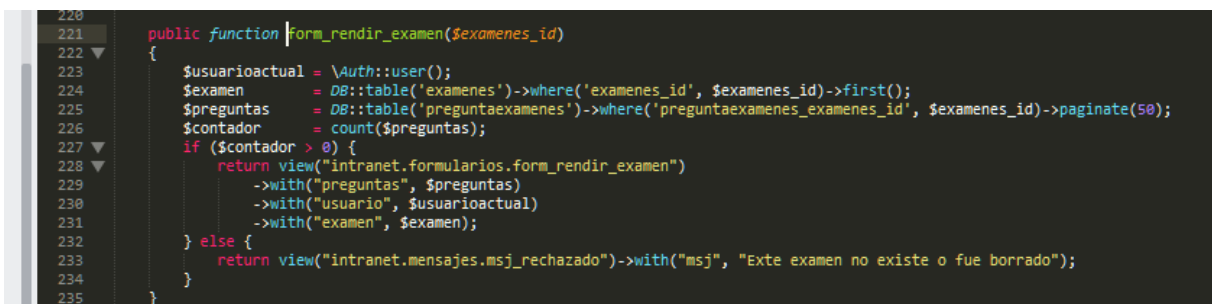 220
221 public function form_rendir_examen($examenes_id)
222 {
223 $usuarioactual = \Auth::user();
224 $examen = DB::table('examenes')->where('examenes_id', $examenes_id)->first();
225 $preguntas = DB::table('preguntaexamenes')->where('preguntaexamenes_examenes_id', $examenes_id)->paginate(50);
226 $contador = count($preguntas);
227 if ($contador > 0) {
228 return view("intranet.formularios.form_rendir_examen")
229 ->with("preguntas", $preguntas)
230 ->with("usuario", $usuarioactual)
231 ->with("examen", $examen);
232 } else {
233 return view("intranet.mensajes.msj_rechazado")->with("msj", "Exte examen no existe o fue borrado");
234 }
235 }